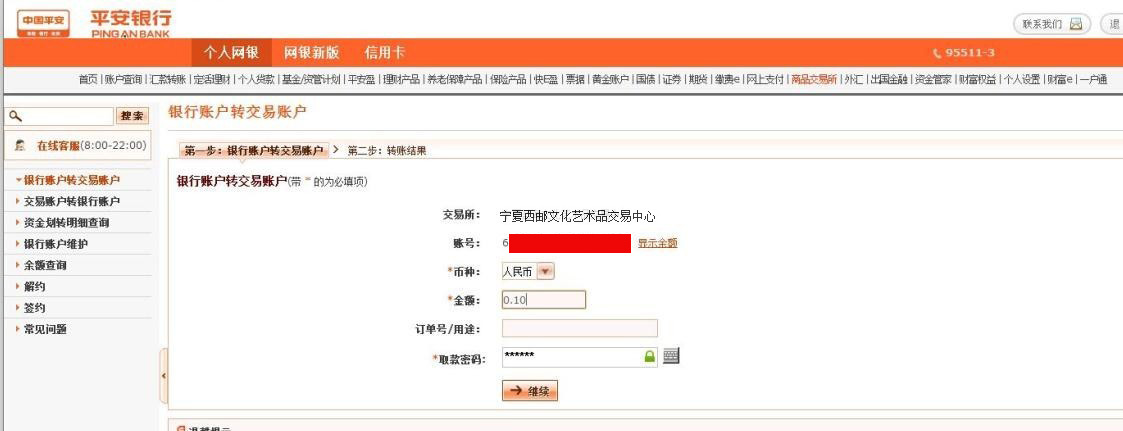 中国平安
保险·银行·投资
平安银行
PINGAN BANK
联系我们
退
个人网银 网银新版 信用卡
95511-3
首页 | 账户查询 | 汇款转账 | 定活理财 | 个人贷款 | 基金/资管计划 | 平安盈 | 理财产品 | 养老保障产品 | 保险产品 | 快E盈 | 票据 | 黄金账户 | 国债 | 证券 | 期货 | 缴费e | 网上支付 | 商品交易所 | 外汇 | 出国金融 | 资金管家 | 财富权益 | 个人设置 | 财富e | 一户通
搜索
在线客服(8:00-22:00)
银行账户转交易账户
交易账户转银行账户
资金划转明细查询
银行账户维护
余额查询
解约
签约
常见问题
银行账户转交易账户
第一步：银行账户转交易账户 > 第二步：转账结果
银行账户转交易账户(带 * 的为必填项)
交易所： 宁夏西邮文化艺术品交易中心
账号： 6 显示余额
*币种： 人民币
*金额： 0.10
订单号/用途：
*取款密码： ******
继续